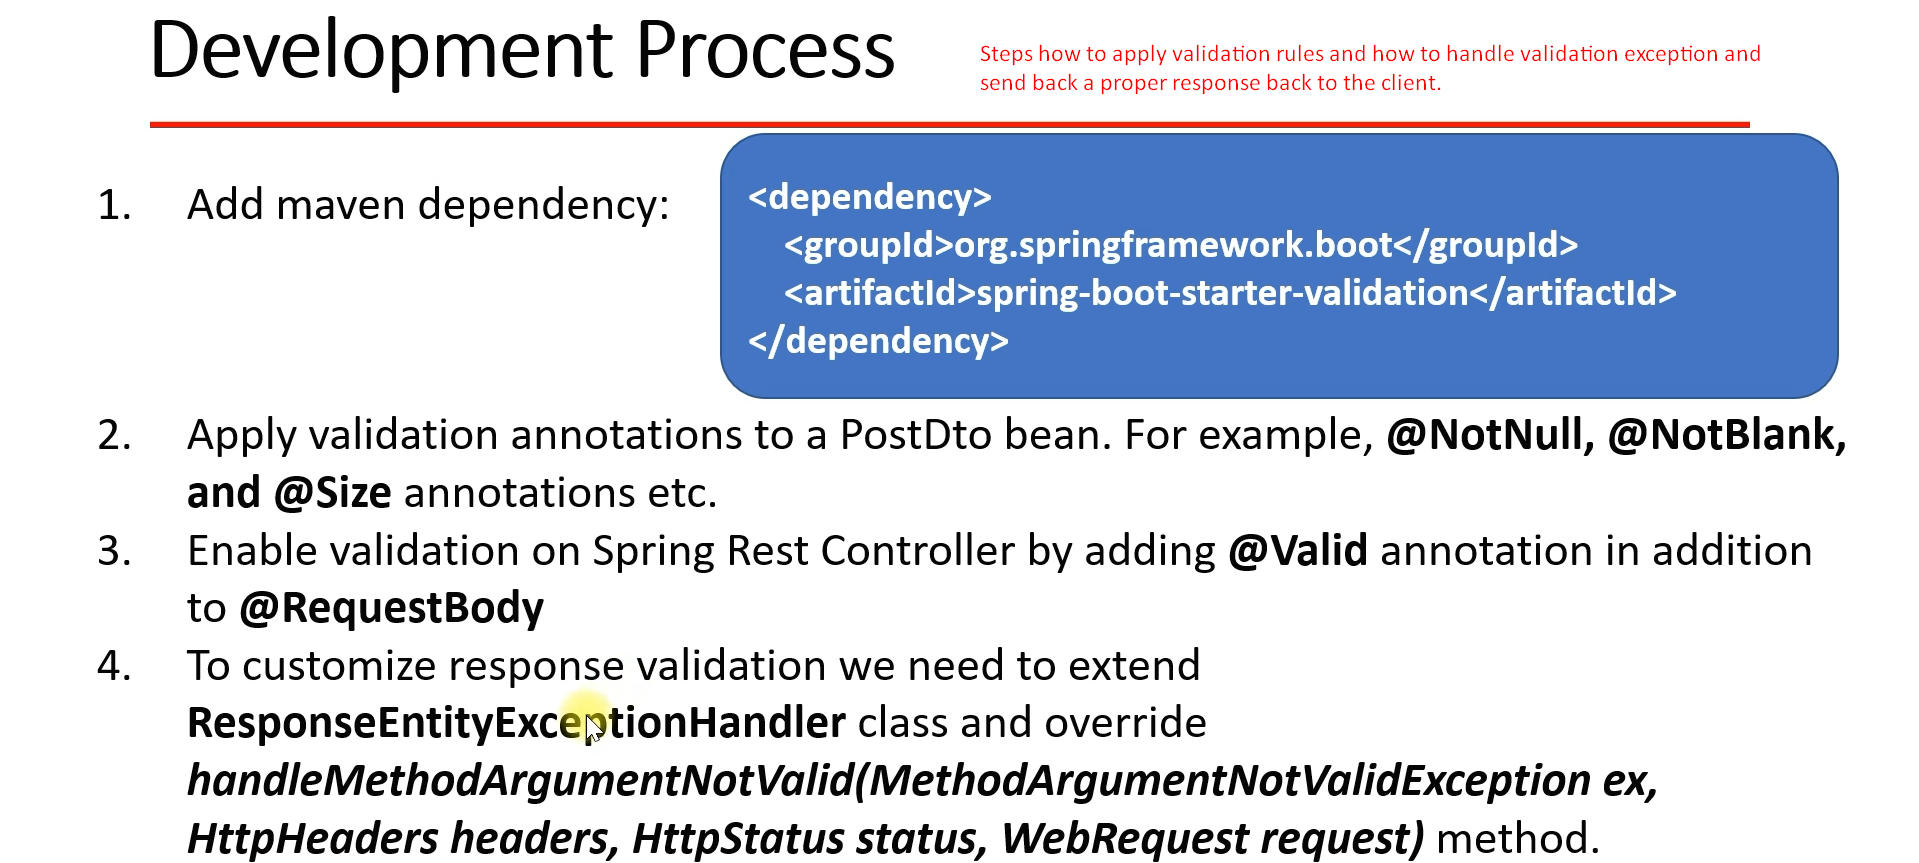 Development Process
Steps how to apply validation rules and how to handle validation exception and
send back a proper response back to the client.
1. Add maven dependency:
<dependency>
<groupId>org.springframework.boot</groupId>
<artifactId>spring-boot-starter-validation</artifactId>
</dependency>
2. Apply validation annotations to a PostDto bean. For example, @NotNull, @NotBlank,
and @Size annotations etc.
3. Enable validation on Spring Rest Controller by adding @Valid annotation in addition
to @RequestBody
4. To customize response validation we need to extend
ResponseEntityExceptionHandler class and override
handleMethodArgumentNotValid(MethodArgumentNotValidException ex,
HttpHeaders headers, HttpStatus status, WebRequest request) method.